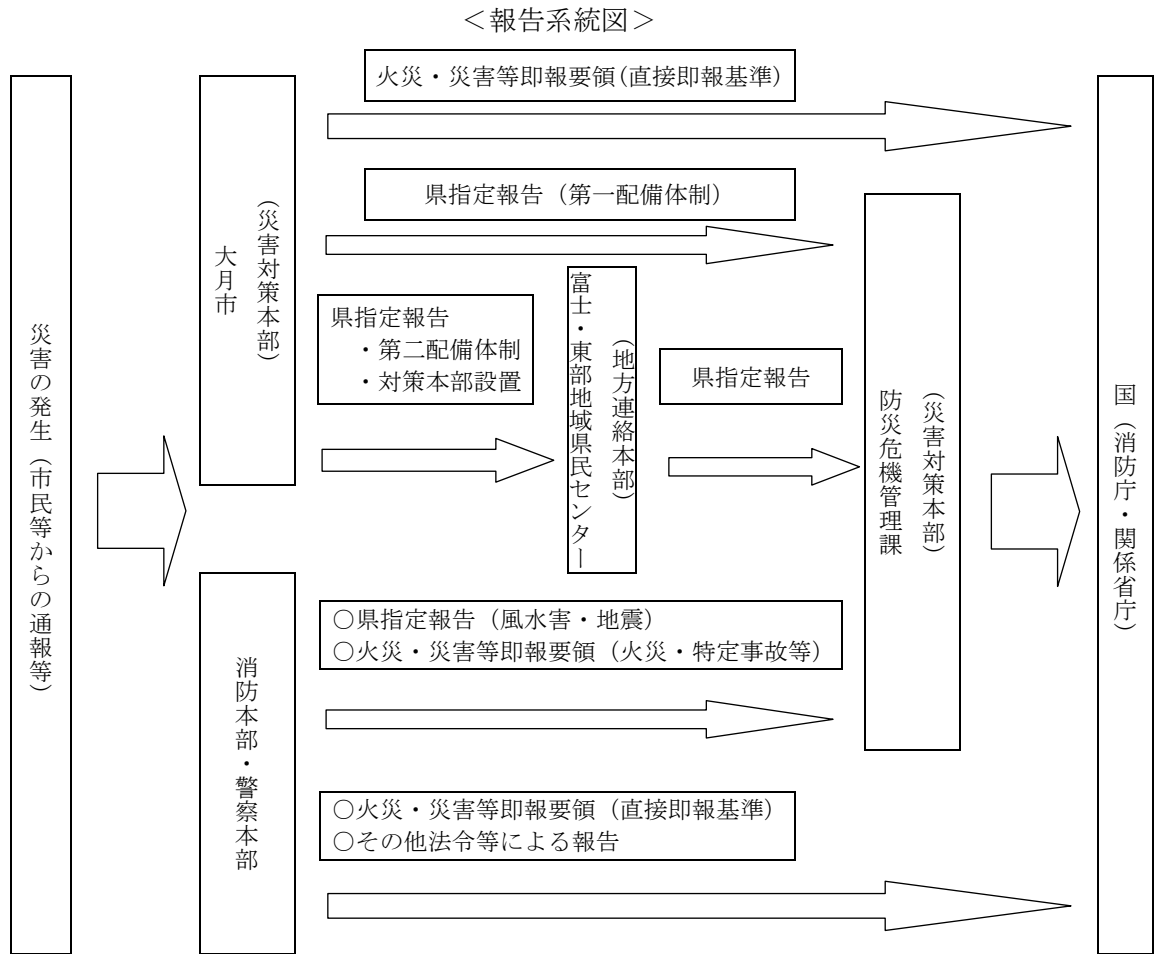 ＜報告系統図＞
火災・災害等即報要領(直接即報基準)
県指定報告（第一配備体制）
災害の発生（市民等からの通報等）
大月市
（災害対策本部）
県指定報告
・第二配備体制
・対策本部設置
富士・東部地域県民センター
（地方連絡本部）
県指定報告
防災危機管理課
（災害対策本部）
国（消防庁・関係省庁）
消防本部・警察本部
○県指定報告（風水害・地震）
○火災・災害等即報要領（火災・特定事故等）
○火災・災害等即報要領（直接即報基準）
○その他法令等による報告